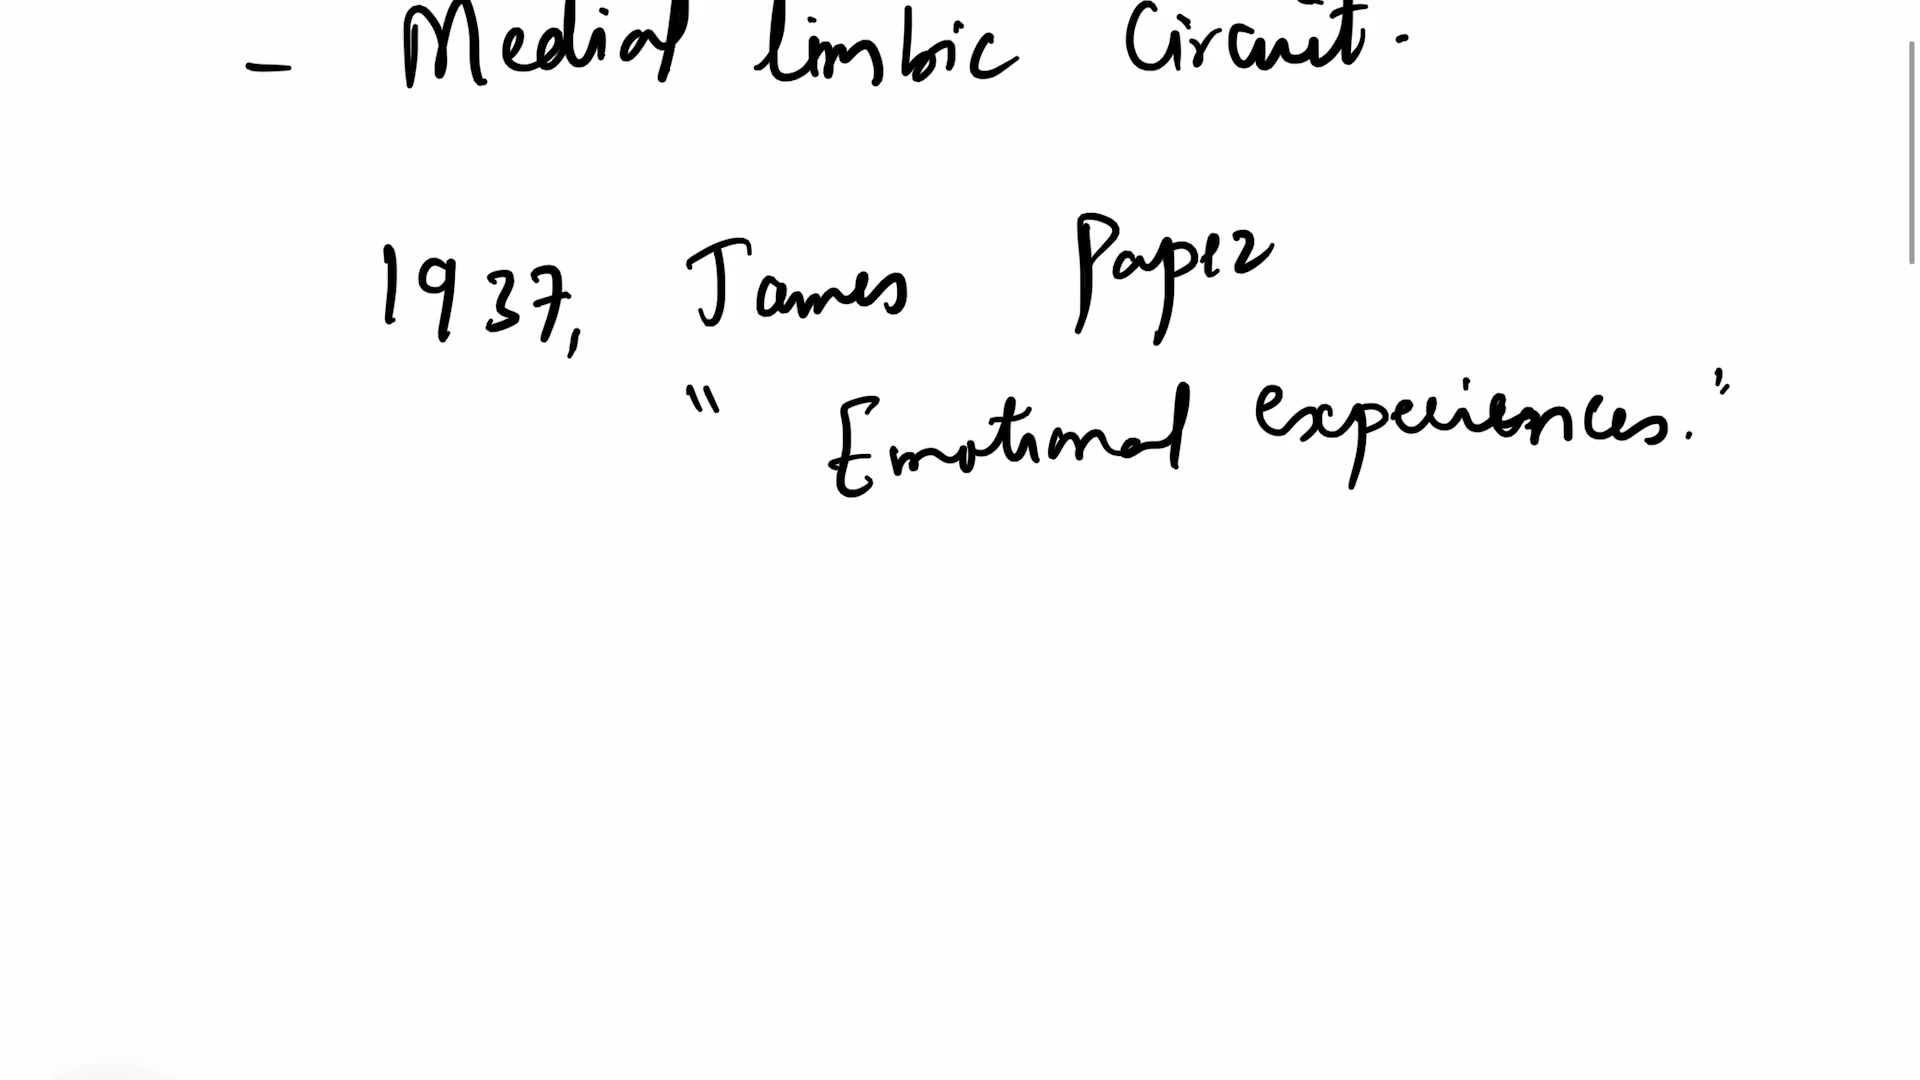 - Medial limbic Circuit.
1937, James Papez
" Emotional experiences."